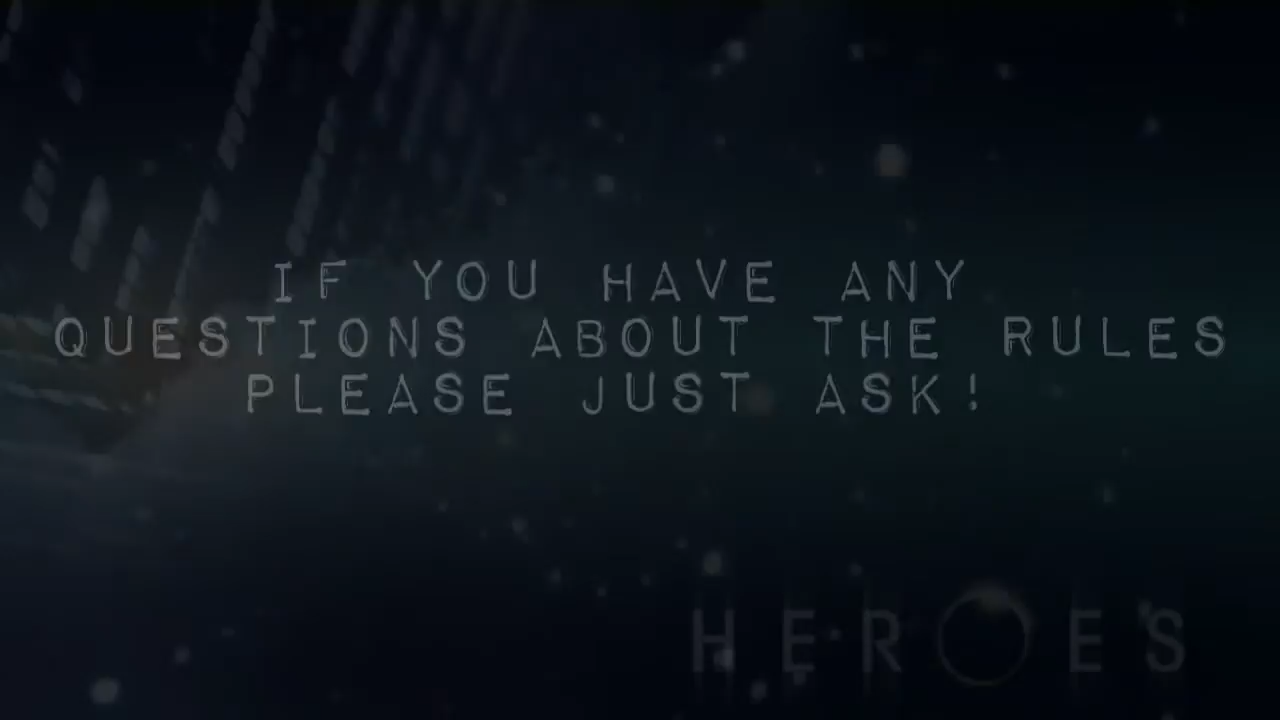 IF YOU HAVE ANY
QUESTIONS ABOUT THE RULES
PLEASE JUST ASK!
HEROES